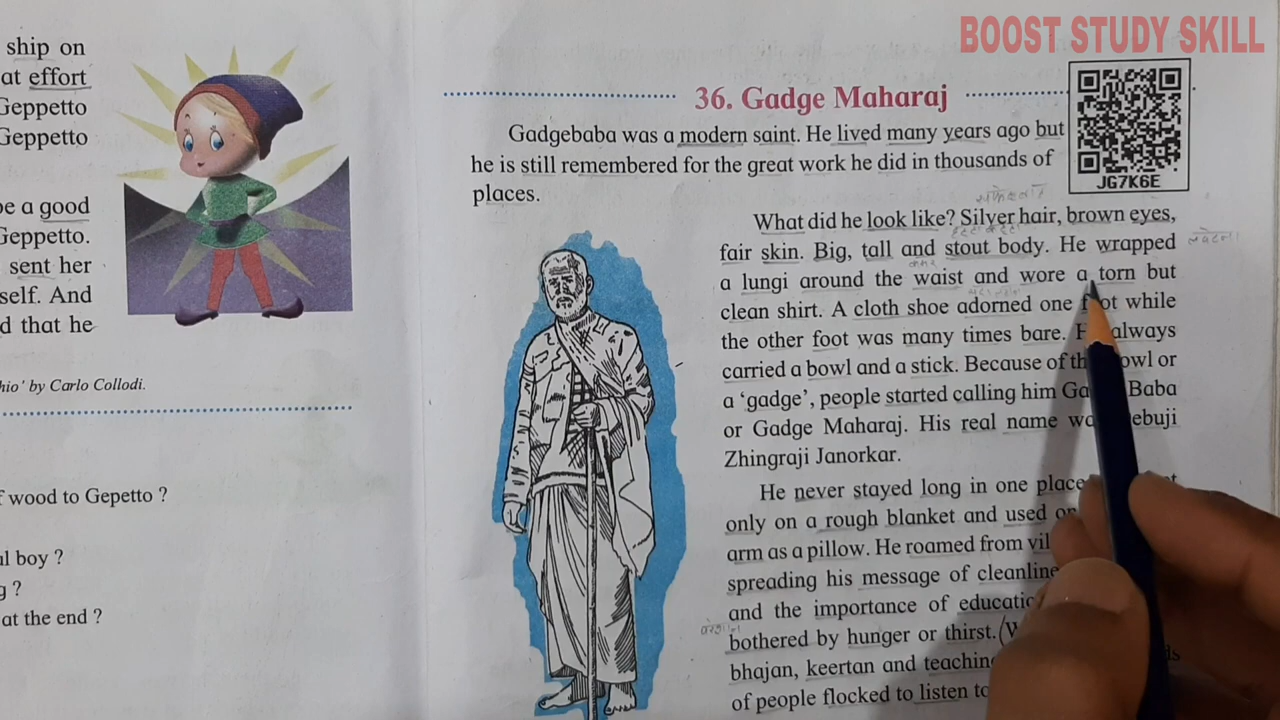 BOOST STUDY SKILL
ship on
at effort
Geppetto
Geppetto
be a good
Geppetto.
sent her
self. And
d that he
hio' by Carlo Collodi.
f wood to Gepetto ?
ul boy ?
g ?
at the end ?
36. Gadge Maharaj
JG7K6E
Gadgebaba was a modern saint. He lived many years ago but
he is still remembered for the great work he did in thousands of
places.
What did he look like? Silver hair, brown eyes,
fair skin. Big, tall and stout body. He wrapped
a lungi around the waist and wore a torn but
clean shirt. A cloth shoe adorned one foot while
the other foot was many times bare. He always
carried a bowl and a stick. Because of the bowl or
a 'gadge', people started calling him Gadge Baba
or Gadge Maharaj. His real name was Debuji
Zhingraji Janorkar.
He never stayed long in one place
only on a rough blanket and used
arm as a pillow. He roamed from
spreading his message of
and the importance of
bothered by hunger or thirst.
bhajan, keertan and
of people flocked to listen